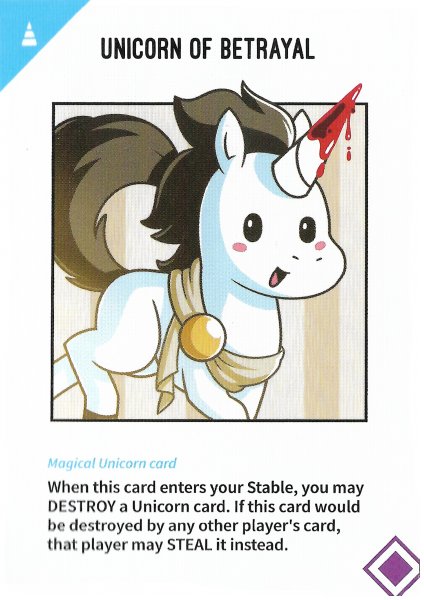 UNICORN OF BETRAYAL
Magical Unicorn card
When this card enters your Stable, you may
DESTROY a Unicorn card. If this card would
be destroyed by any other player's card,
that player may STEAL it instead.